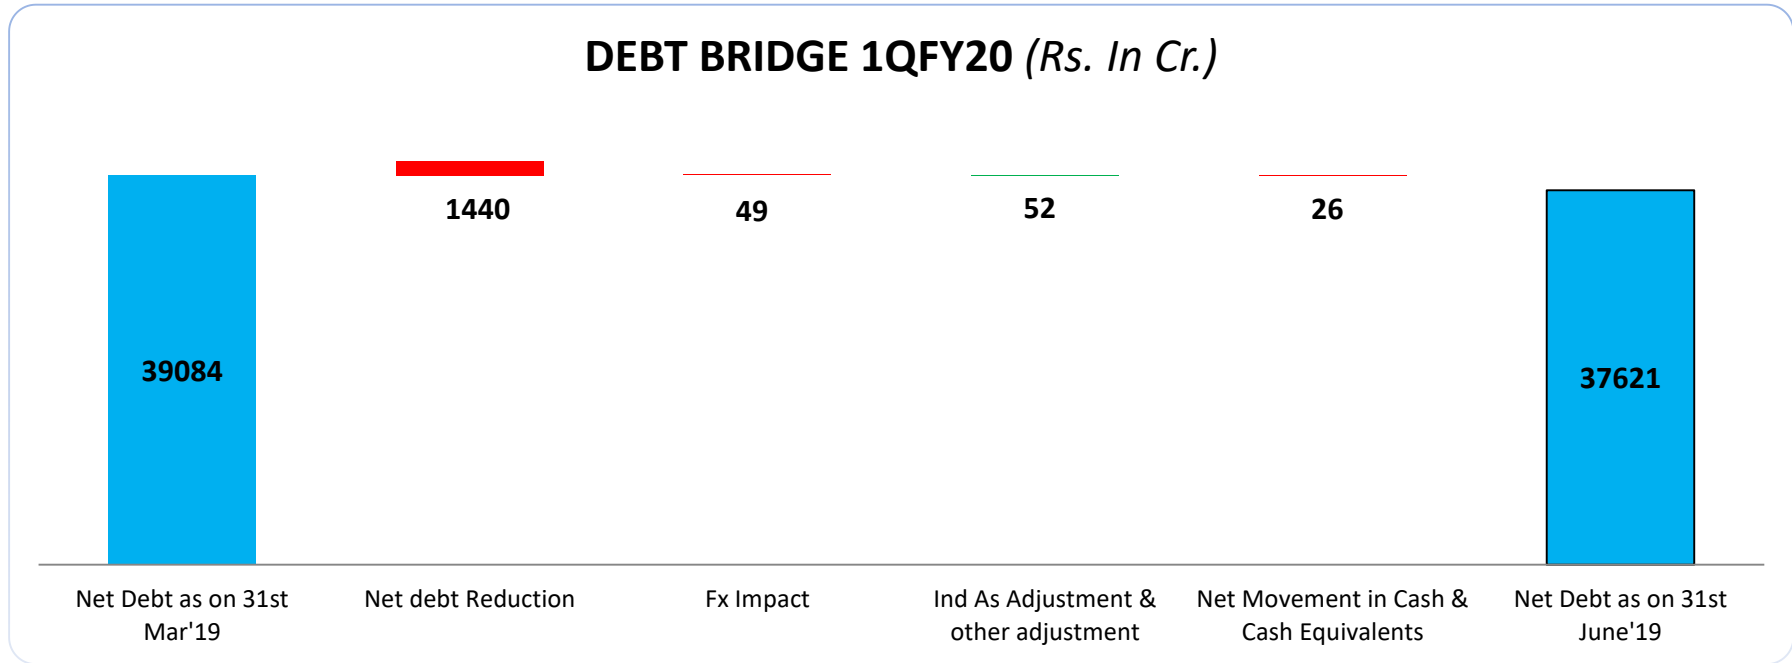 DEBT BRIDGE 1QFY20 (Rs. In Cr.)
1440
49
52
26
39084
37621
Net Debt as on 31st
Mar'19
Net debt Reduction
Fx Impact
Ind As Adjustment &
other adjustment
Net Movement in Cash &
Cash Equivalents
Net Debt as on 31st
June'19